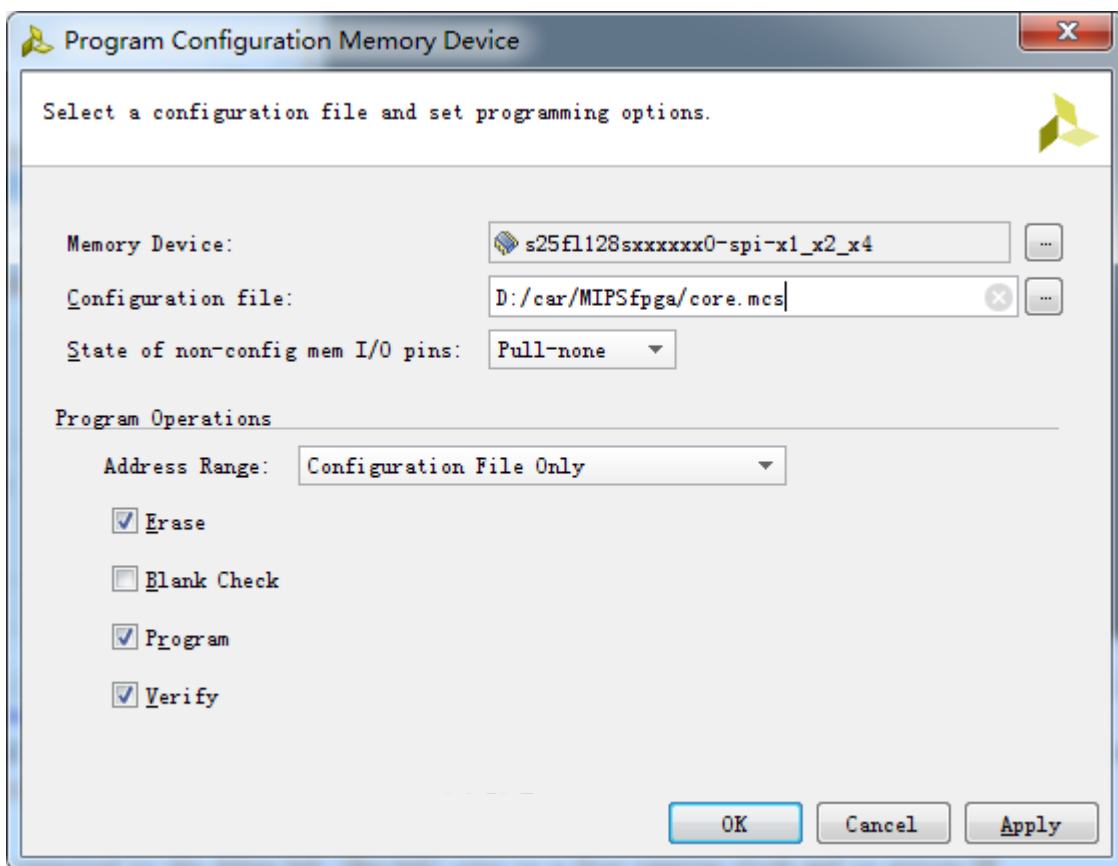 Program Configuration Memory Device
Select a configuration file and set programming options.
Memory Device: s25fl128sxxxxxx0-spi-x1_x2_x4 ...
Configuration file: D:/car/MIPSfpga/core.mcs ...
State of non-config mem I/O pins: Pull-none
Program Operations
Address Range: Configuration File Only
Erase
Blank Check
Program
Verify
OK Cancel Apply